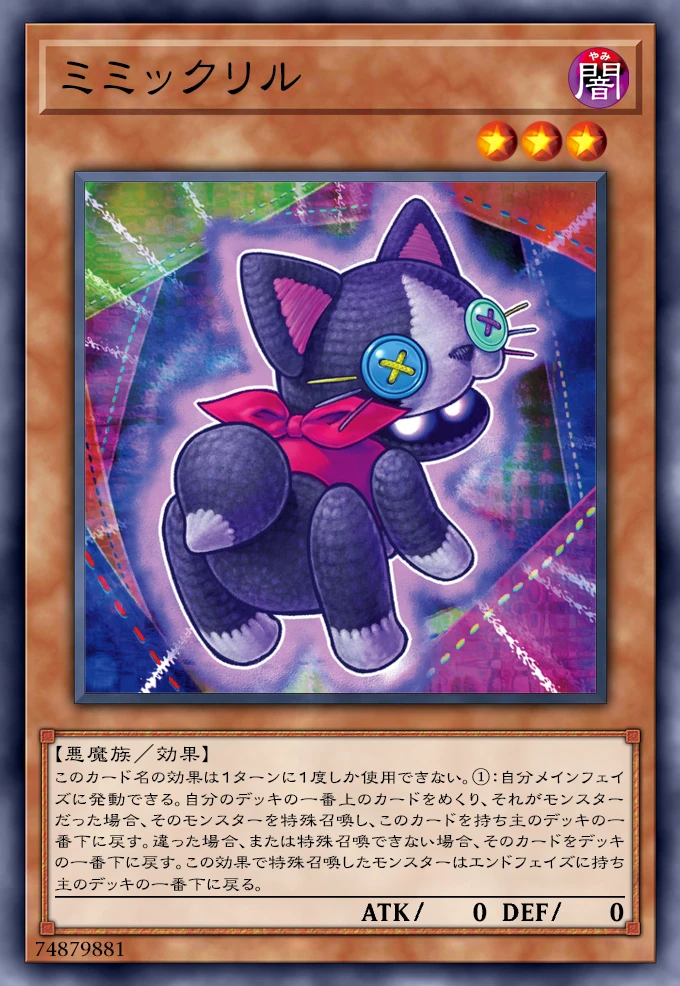 ミミックリル
やみ
闇
【悪魔族／効果】
このカード名の効果は1ターンに1度しか使用できない。①：自分メインフェイ
ズに発動できる。自分のデッキの一番上のカードをめくり、それがモンスター
だった場合、そのモンスターを特殊召喚し、このカードを持ち主のデッキの一
番下に戻す。違った場合、または特殊召喚できない場合、そのカードをデッキ
の一番下に戻す。この効果で特殊召喚したモンスターはエンドフェイズに持ち
主のデッキの一番下に戻る。
ATK/ 0 DEF/ 0
74879881